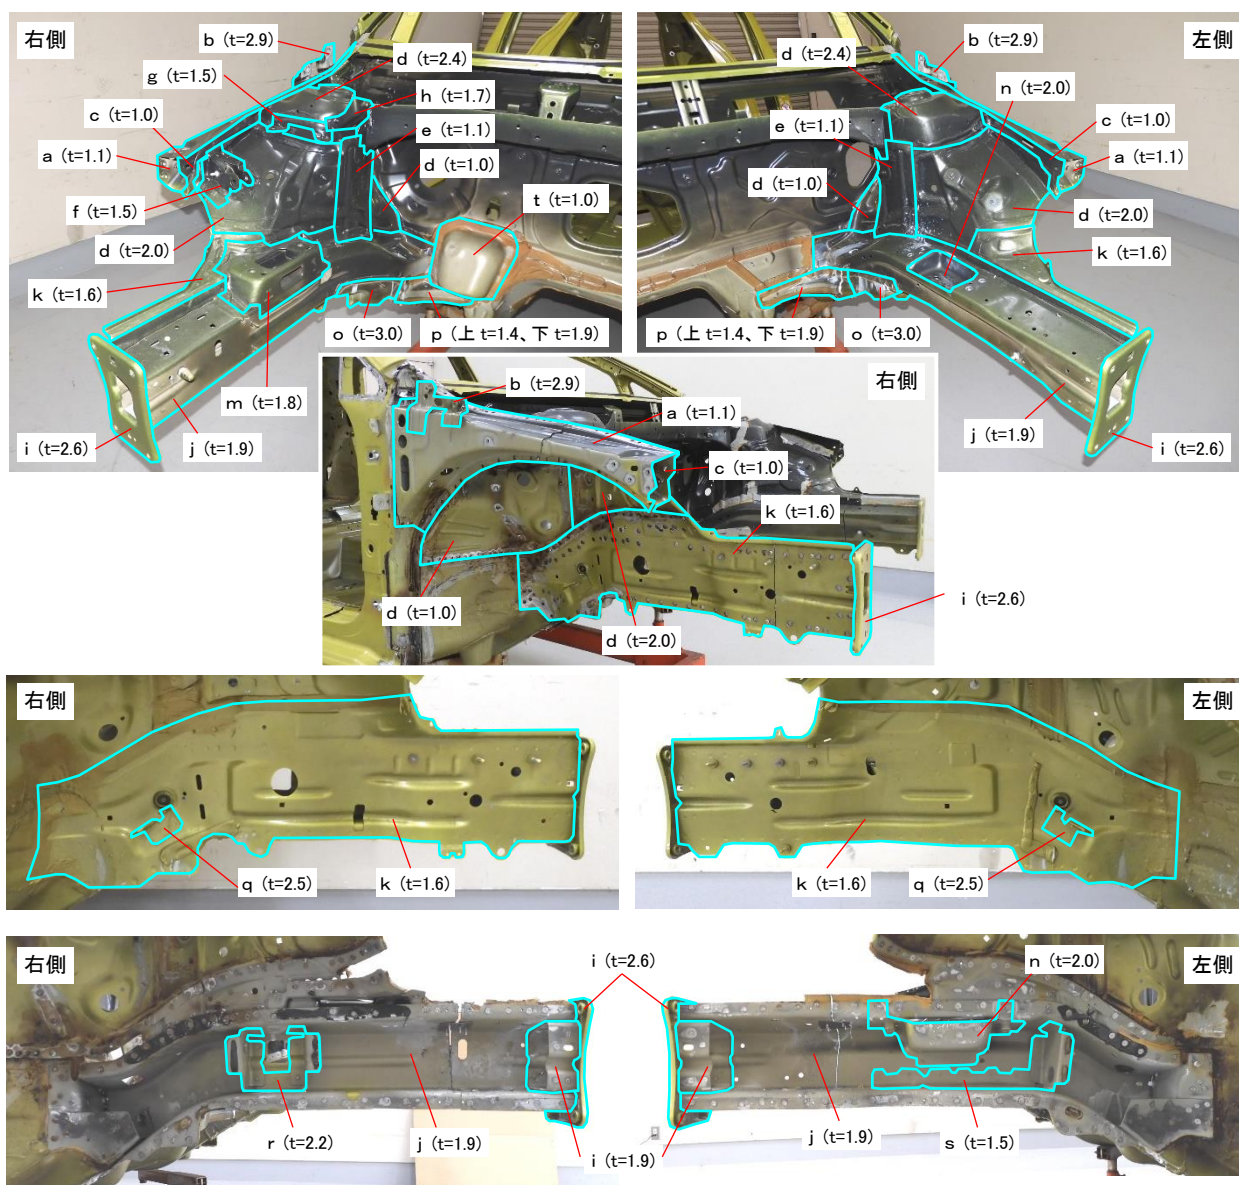 右側
b (t=2.9)
d (t=2.4)
g (t=1.5)
h (t=1.7)
c (t=1.0)
e (t=1.1)
a (t=1.1)
d (t=1.0)
f (t=1.5)
t (t=1.0)
d (t=2.0)
k (t=1.6)
o (t=3.0)
p (上 t=1.4、下 t=1.9)
m (t=1.8)
i (t=2.6)
j (t=1.9)
左側
b (t=2.9)
d (t=2.4)
n (t=2.0)
e (t=1.1)
c (t=1.0)
a (t=1.1)
d (t=1.0)
d (t=2.0)
k (t=1.6)
p (上 t=1.4、下 t=1.9)
o (t=3.0)
j (t=1.9)
i (t=2.6)
右側
b (t=2.9)
a (t=1.1)
c (t=1.0)
k (t=1.6)
i (t=2.6)
d (t=1.0)
d (t=2.0)
右側
q (t=2.5)
k (t=1.6)
左側
k (t=1.6)
q (t=2.5)
右側
i (t=2.6)
n (t=2.0)
左側
r (t=2.2)
j (t=1.9)
i (t=1.9)
j (t=1.9)
s (t=1.5)